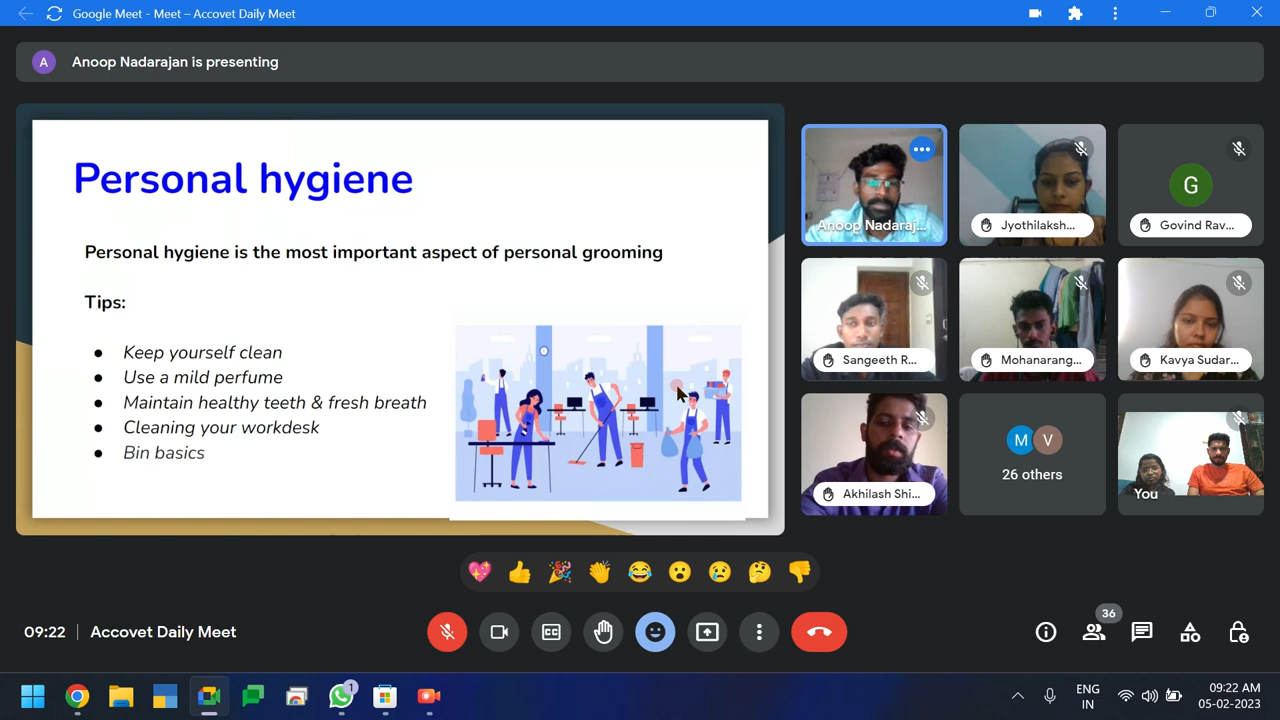 Google Meet - Meet – Accovet Daily Meet
A
Anoop Nadarajan is presenting
Personal hygiene
Personal hygiene is the most important aspect of personal grooming
Tips:
● Keep yourself clean
● Use a mild perfume
● Maintain healthy teeth & fresh breath
● Cleaning your workdesk
● Bin basics
Anoop Nadaraj...
Jyothilaksh...
G
Govind Rav...
Sangeeth R...
Mohanarang...
Kavya Sudar...
Akhilash Shi...
M V
26 others
You
09:22 | Accovet Daily Meet
36
1
ENG
IN
09:22 AM
05-02-2023